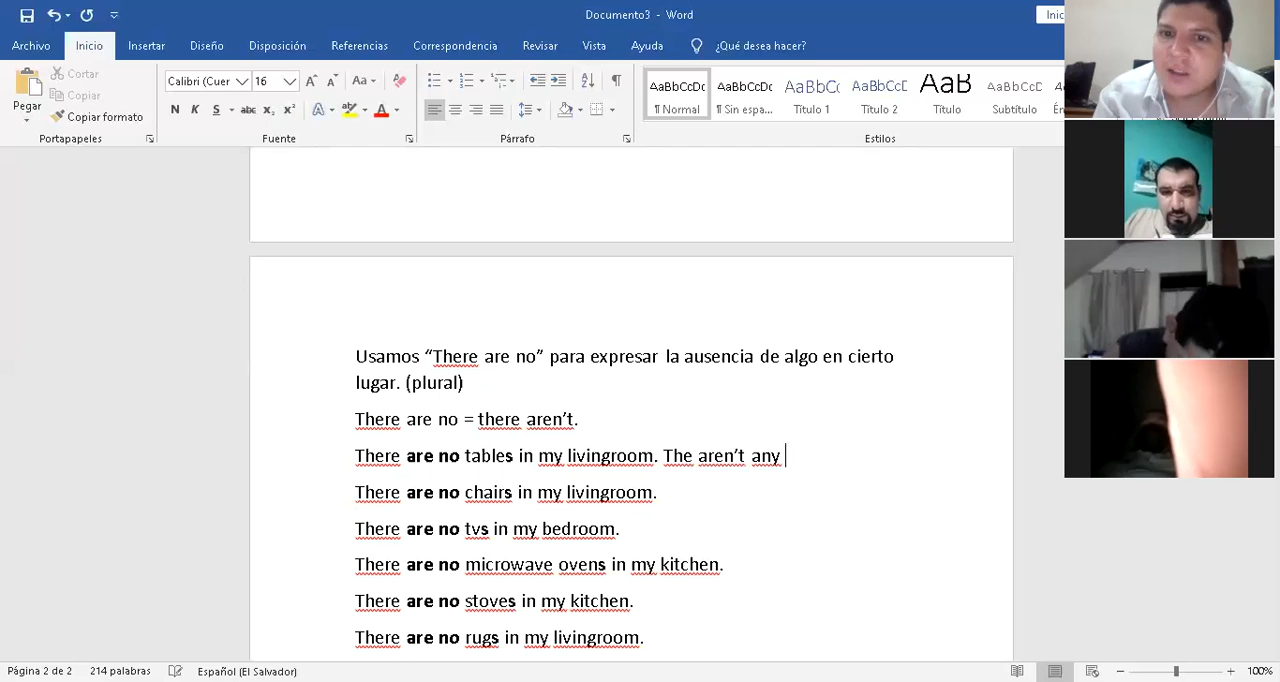 Documento3 - Word
Inic
Archivo
Inicio
Insertar
Diseño
Disposición
Referencias
Correspondencia
Revisar
Vista
Ayuda
¿Qué desea hacer?
Pegar
Cortar
Copiar
Copiar formato
Portapapeles
Calibri (Cuer
16
Fuente
Párrafo
AaBbCcDc
¶ Normal
AaBbCcDc
¶ Sin espa...
AaBbCc
Título 1
AaBbCcD
Título 2
AaB
Título
AaBbCcD
Subtítulo
Estilos
Usamos “There are no” para expresar la ausencia de algo en cierto
lugar. (plural)
There are no = there aren’t.
There are no tables in my livingroom. The aren’t any
There are no chairs in my livingroom.
There are no tvs in my bedroom.
There are no microwave ovens in my kitchen.
There are no stoves in my kitchen.
There are no rugs in my livingroom.
Página 2 de 2
214 palabras
Español (El Salvador)
100%